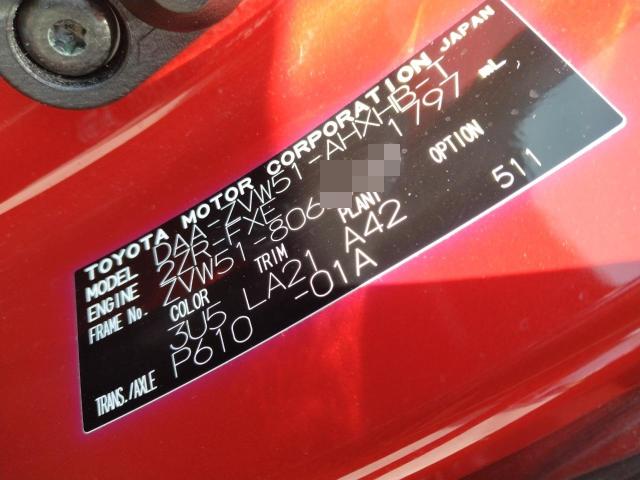 TOYOTA MOTOR CORPORATION JAPAN
MODEL DAA-ZVW51-AHXHB-T
ENGINE 2ZR-FXE 1797 mL
FRAME No. ZVW51-806
COLOR TRIM PLANT OPTION
3U5 LA21 A42 511
TRANS./AXLE P610 -01A